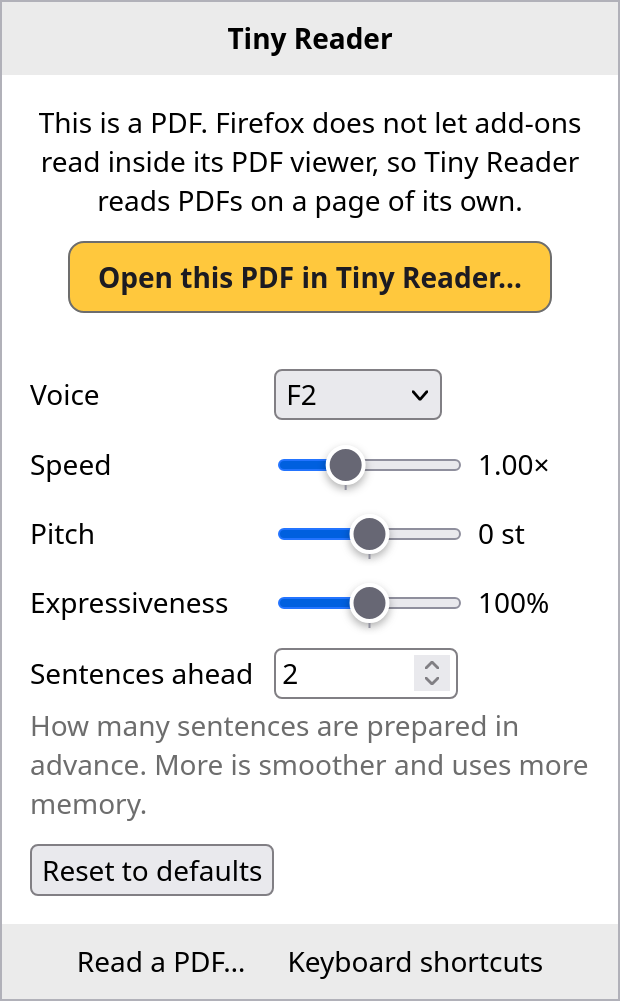 Tiny Reader
This is a PDF. Firefox does not let add-ons
read inside its PDF viewer, so Tiny Reader
reads PDFs on a page of its own.
Open this PDF in Tiny Reader…
Voice F2
Speed 1.00×
Pitch 0 st
Expressiveness 100%
Sentences ahead 2
How many sentences are prepared in
advance. More is smoother and uses more
memory.
Reset to defaults
Read a PDF… Keyboard shortcuts